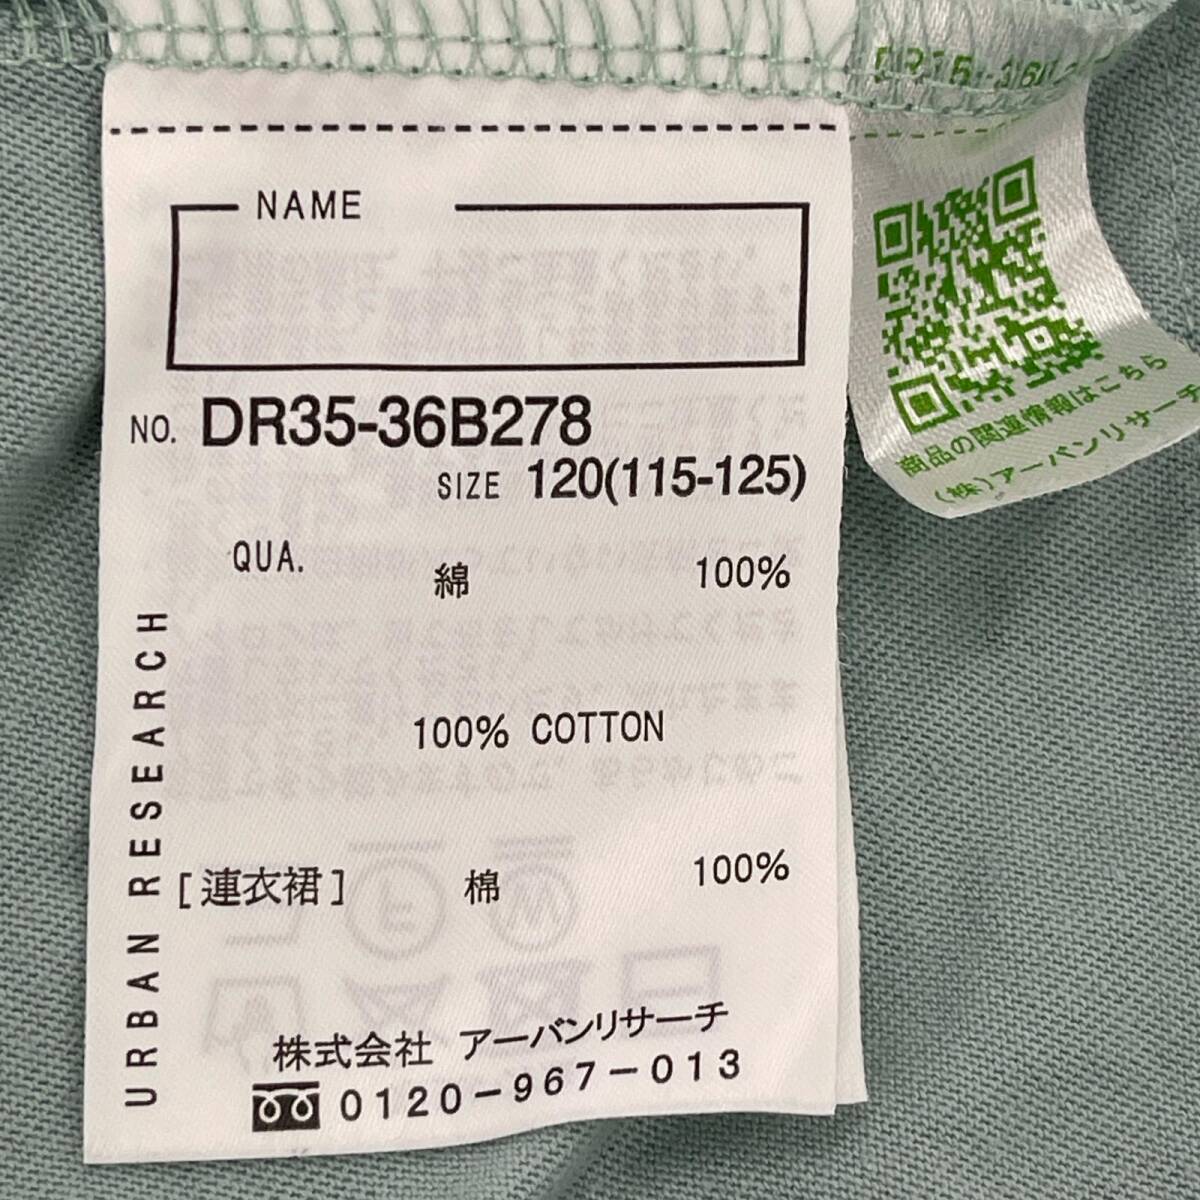 NAME
NO. DR35-36B278
SIZE 120(115-125)
QUA.
綿 100%
100% COTTON
[連衣裙] 棉 100%
URBAN RESEARCH
株式会社 アーバンリサーチ
0120-967-013
商品の関連情報はこちら
(株)アーバンリサーチ